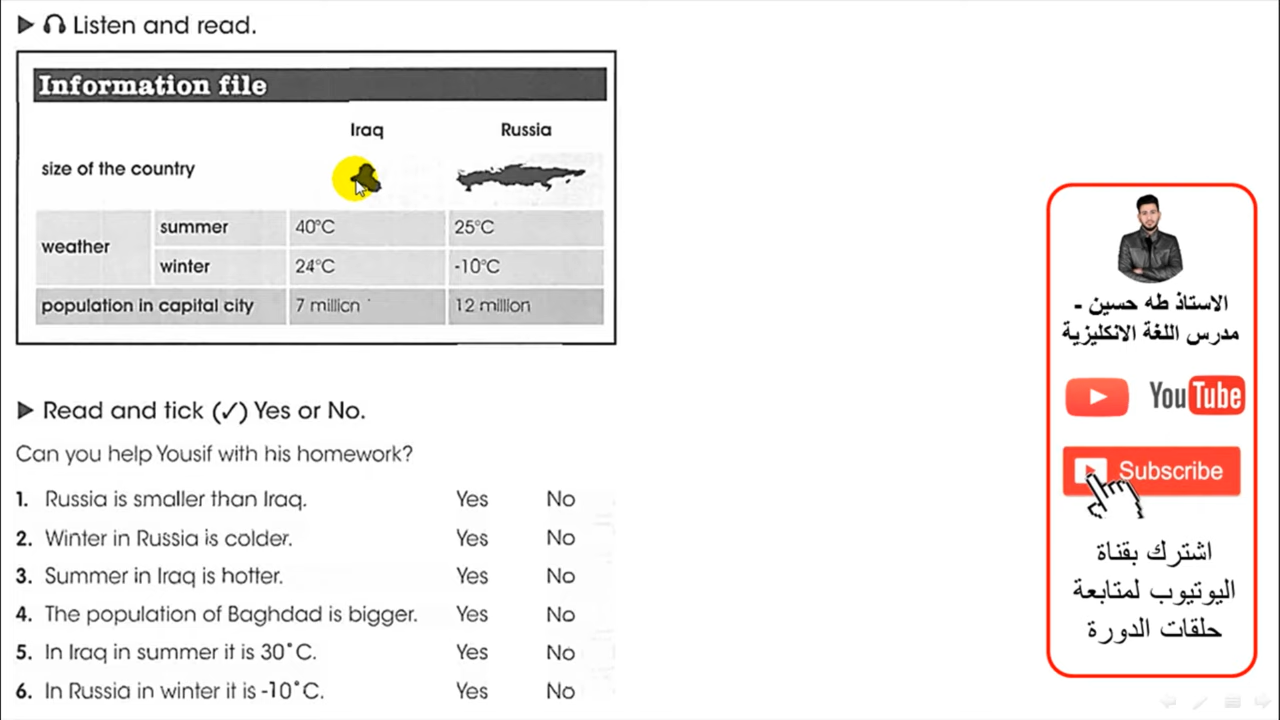 ▶ Listen and read.
Information file
Iraq Russia
size of the country
weather summer 40°C 25°C
winter 24°C -10°C
population in capital city 7 million 12 million
▶ Read and tick (✓) Yes or No.
Can you help Yousif with his homework?
1. Russia is smaller than Iraq. Yes No
2. Winter in Russia is colder. Yes No
3. Summer in Iraq is hotter. Yes No
4. The population of Baghdad is bigger. Yes No
5. In Iraq in summer it is 30°C. Yes No
6. In Russia in winter it is -10°C. Yes No
الاستاذ طه حسين -
مدرس اللغة الانكليزية
YouTube
Subscribe
اشترك بقناة
اليوتيوب لمتابعة
حلقات الدورة